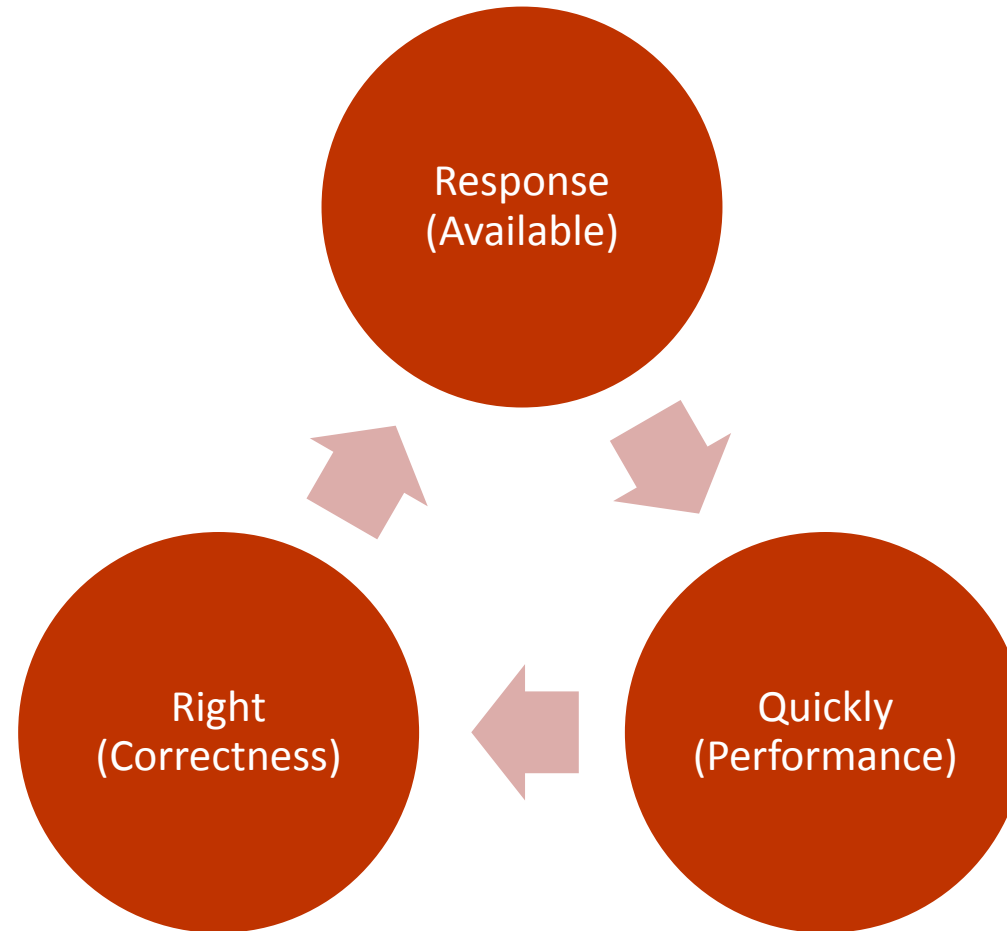 Response
(Available)
Right
(Correctness)
Quickly
(Performance)